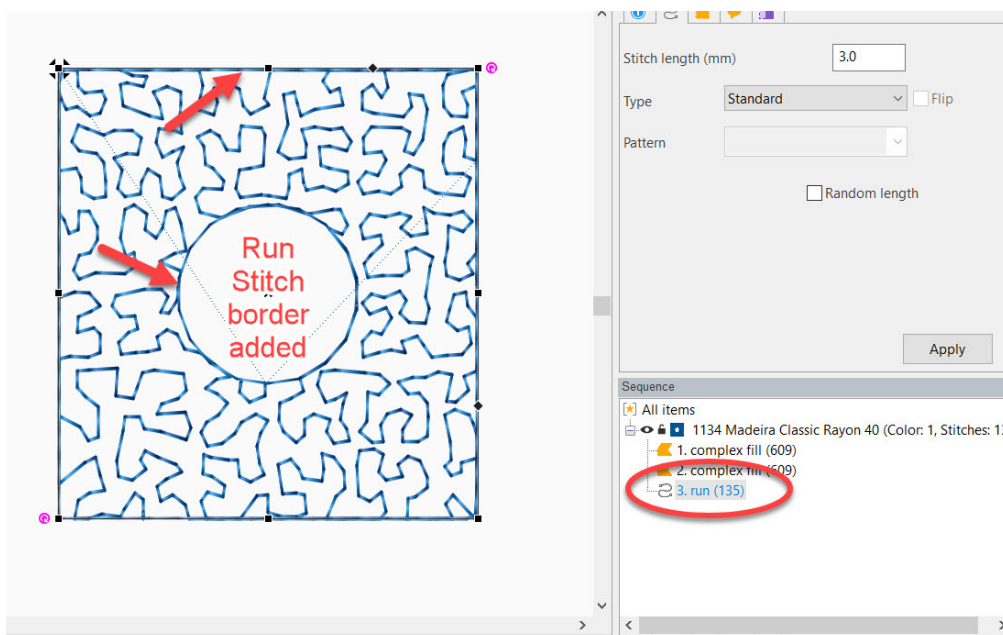 Stitch length (mm)
3.0
Type
Standard
Flip
Pattern
Random length
Run
Stitch
border
added
Apply
Sequence
All items
1134 Madeira Classic Rayon 40 (Color: 1, Stitches: 13
1. complex fill (609)
2. complex fill (609)
3. run (135)